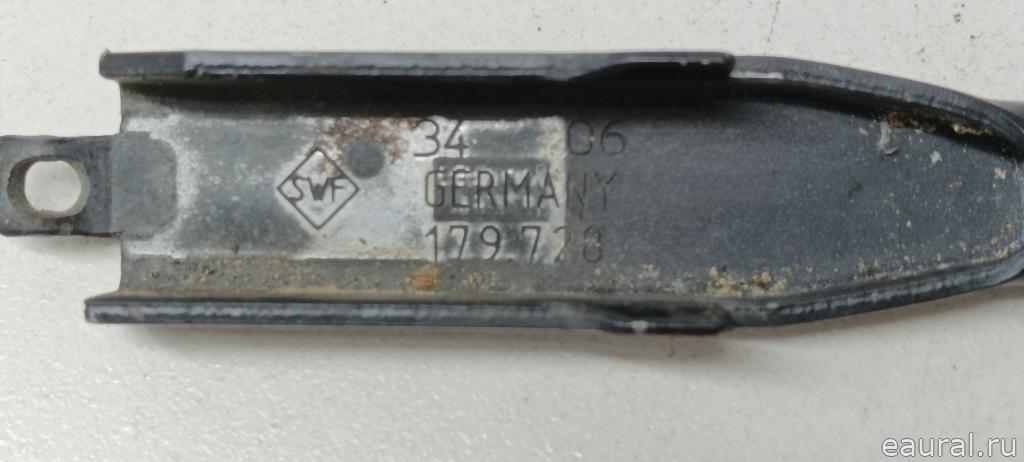 34 06
SWF
GERMANY
179.728
eaural.ru